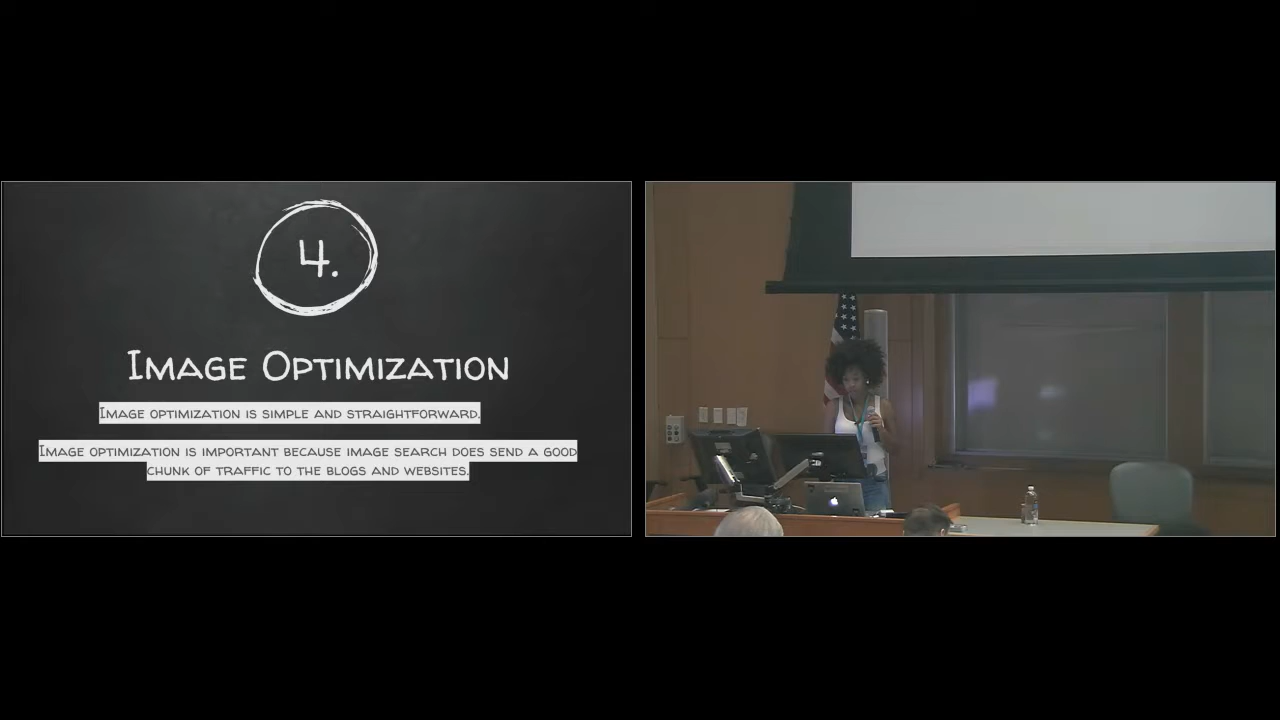 4.
Image Optimization
Image optimization is simple and straightforward.
Image optimization is important because image search does send a good
chunk of traffic to the blogs and websites.